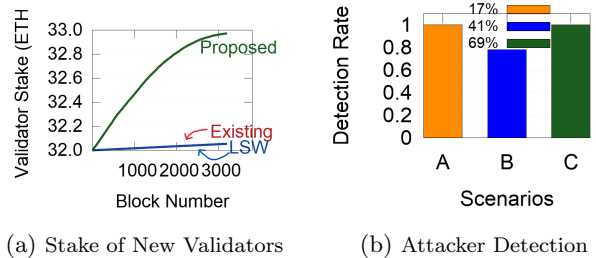 Validator Stake (ETH
33.0
32.8
32.6
32.4
32.2
32.0
Proposed
Existing
LSW
1000 2000 3000
Block Number
(a) Stake of New Validators
Detection Rate
17%
41%
69%
1
0.8
0.6
0.4
0.2
0
A B C
Scenarios
(b) Attacker Detection